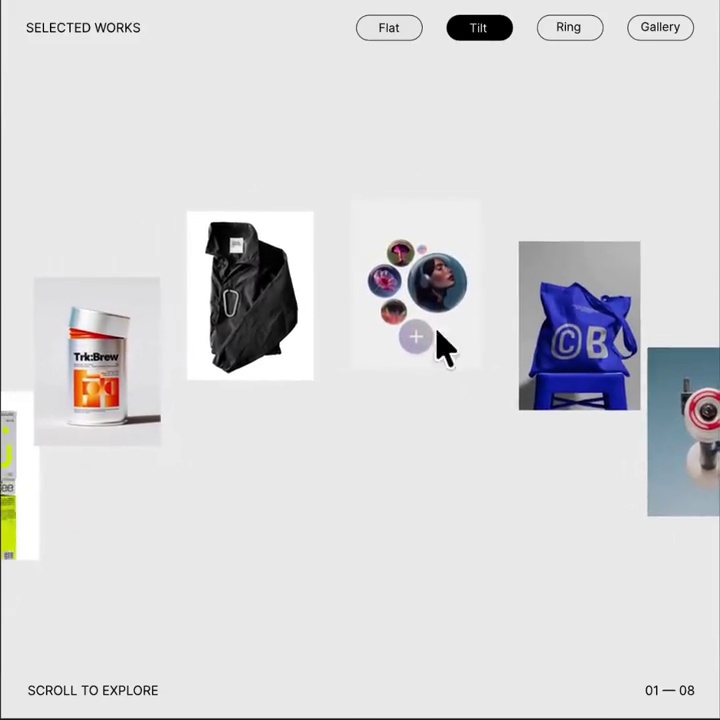 SELECTED WORKS
Flat
Tilt
Ring
Gallery
Trk:Brew
©B
SCROLL TO EXPLORE
01 — 08